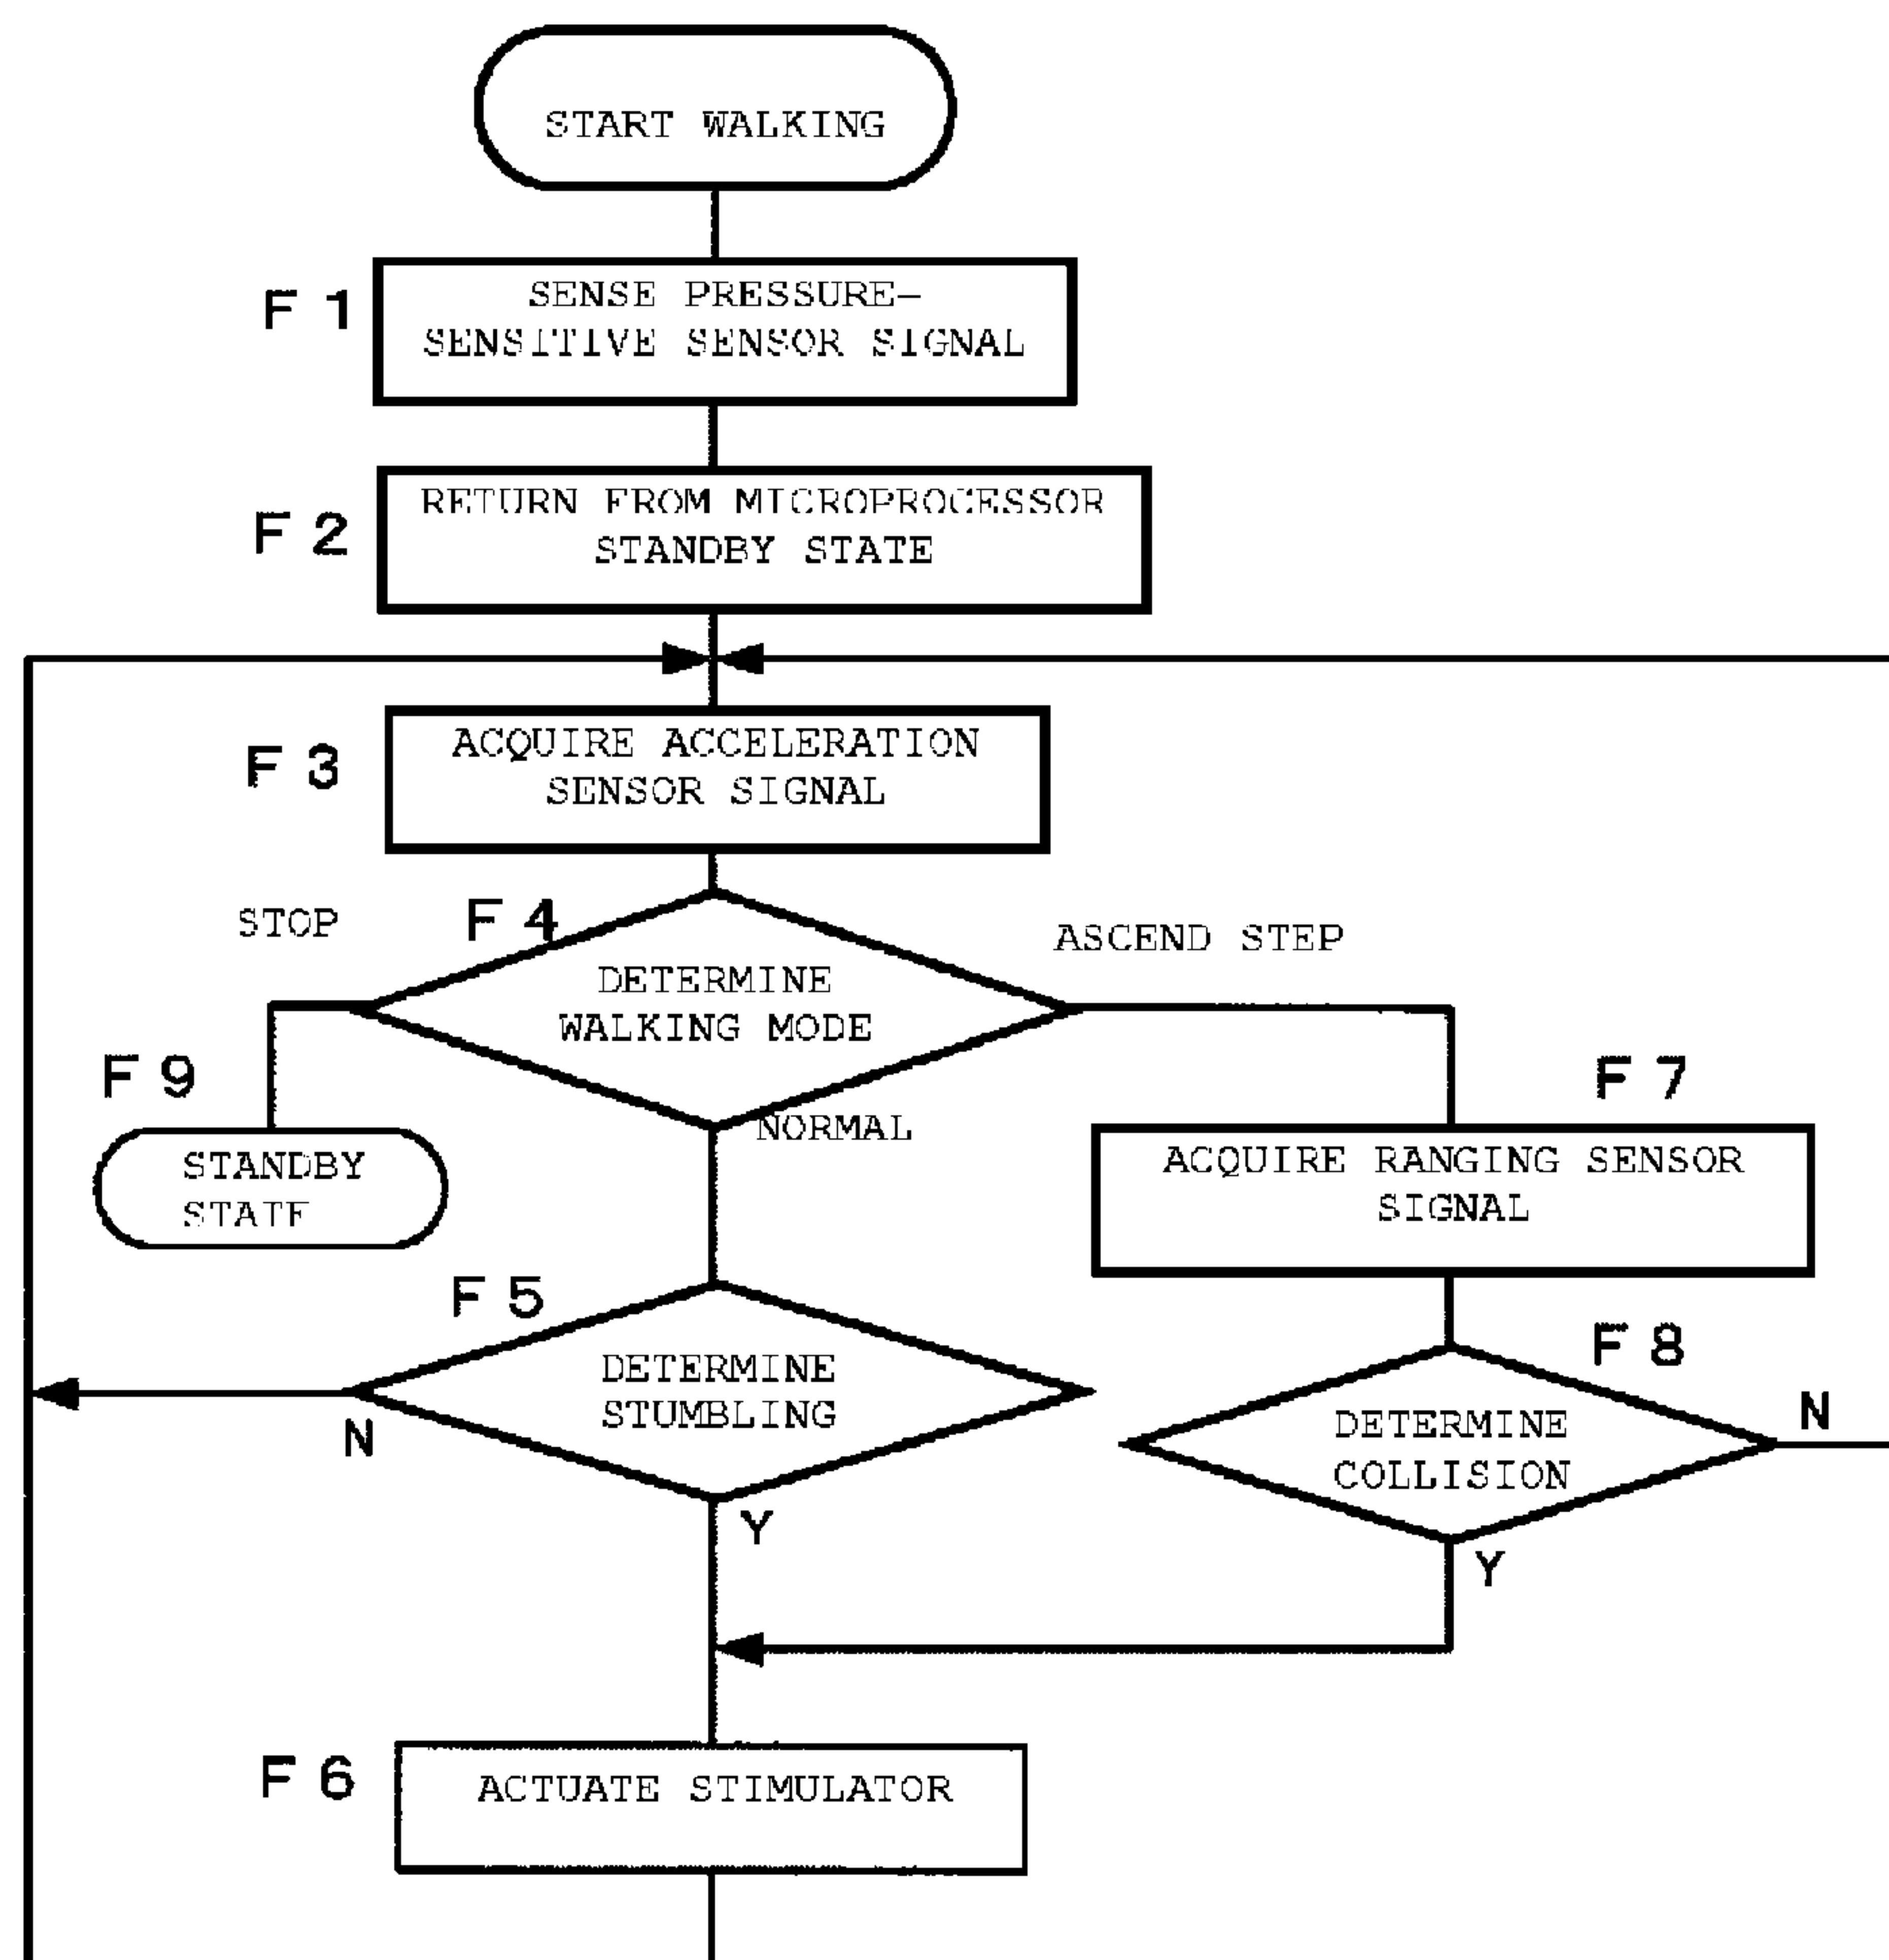 START WALKING
F 1
SENSE PRESSURE-
SENSITIVE SENSOR SIGNAL
F 2
RETURN FROM MICROPROCESSOR
STANDBY STATE
F 3
ACQUIRE ACCELERATION
SENSOR SIGNAL
STOP
F 4
ASCEND STEP
DETERMINE
WALKING MODE
NORMAL
F 9
STANDBY
STATE
F 7
ACQUIRE RANGING SENSOR
SIGNAL
F 5
DETERMINE
STUMBLING
N
Y
F 8
DETERMINE
COLLISION
N
Y
F 6
ACTUATE STIMULATOR